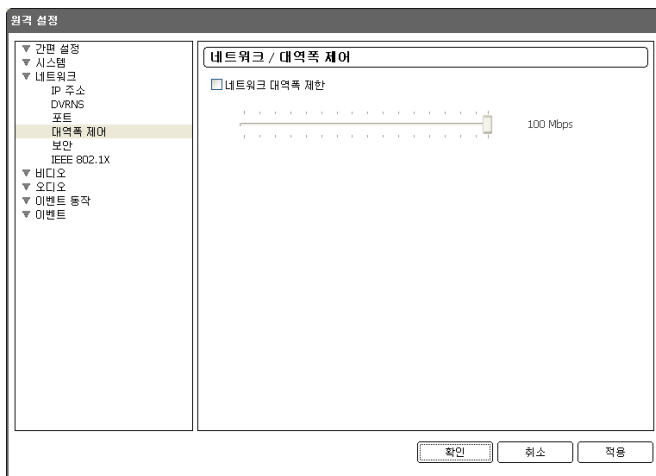 원격 설정
▼ 간편 설정
▼ 시스템
▼ 네트워크
IP 주소
DVRNS
포트
대역폭 제어
보안
IEEE 802.1X
▼ 비디오
▼ 오디오
▼ 이벤트 동작
▼ 이벤트
네트워크 / 대역폭 제어
네트워크 대역폭 제한
100 Mbps
확인
취소
적용